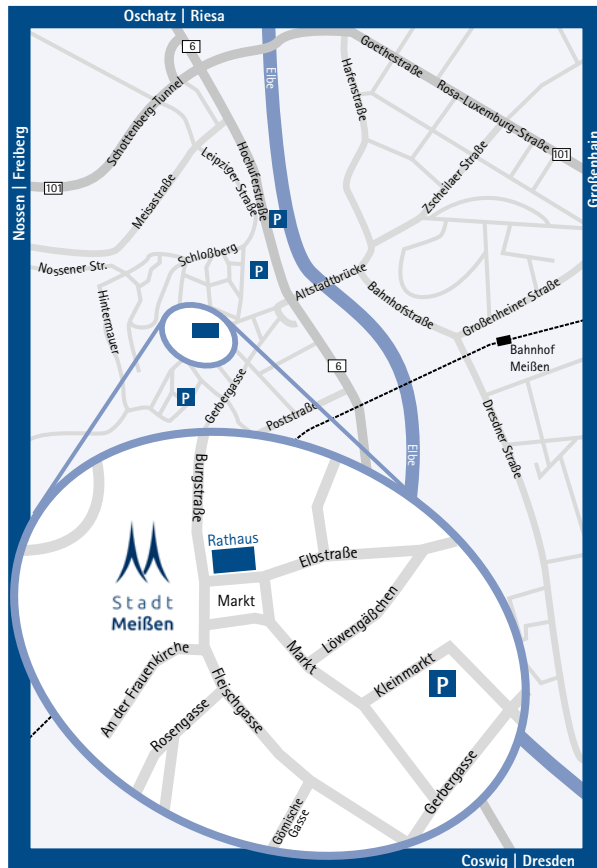 Oschatz | Riesa
Nossen | Freiberg
Großenhain
6
Elbe
Goethestraße
Hafenstraße
Rosa-Luxemburg-Straße
Schottenberg-Tunnel
101
101
Hochuferstraße
Leipziger Straße
Meisastraße
Zscheilaer Straße
P
Schloßberg
Nossener Str.
P
Altstadtbrücke
Hintermauer
Bahnhofstraße
Großenheiner Straße
Bahnhof
Meißen
6
P
Gerbergasse
Poststraße
Dresdner Straße
Elbe
Burgstraße
Rathaus
Elbstraße
Stadt
Meißen
Markt
Löwengäßchen
Markt
An der Frauenkirche
Fleischgasse
Kleinmarkt
P
Rosengasse
Gerbergasse
Görnische
Gasse
Coswig | Dresden